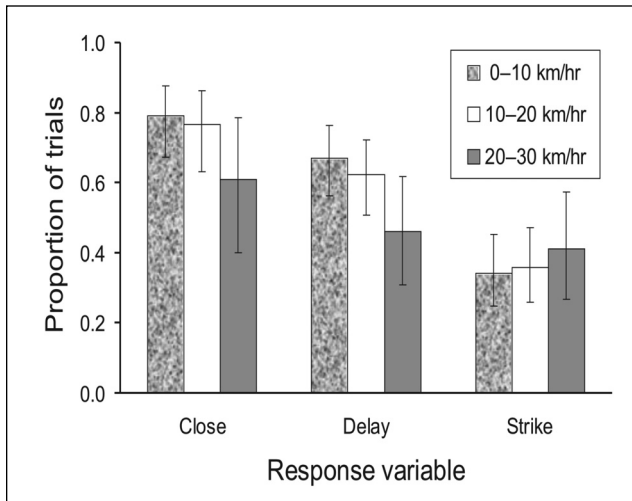 1.0
0.8
0.6
0.4
0.2
0.0
Proportion of trials
0–10 km/hr
10–20 km/hr
20–30 km/hr
Close Delay Strike
Response variable